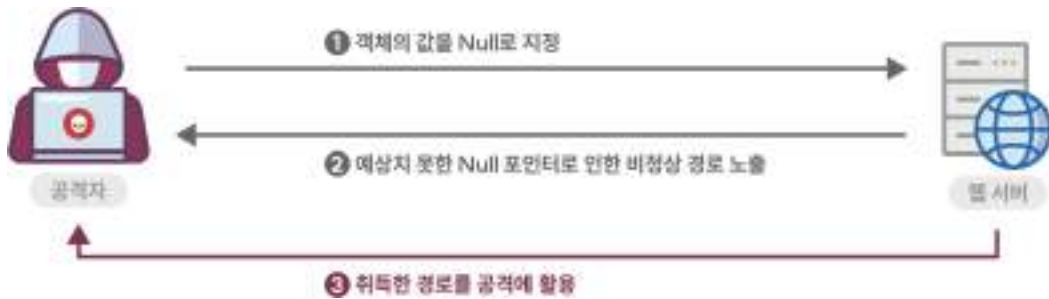 ❶ 객체의 값을 Null로 지정
❷ 예상치 못한 Null 포인터로 인한 비정상 경로 노출
공격자
웹 서버
❸ 취득한 경로를 공격에 활용